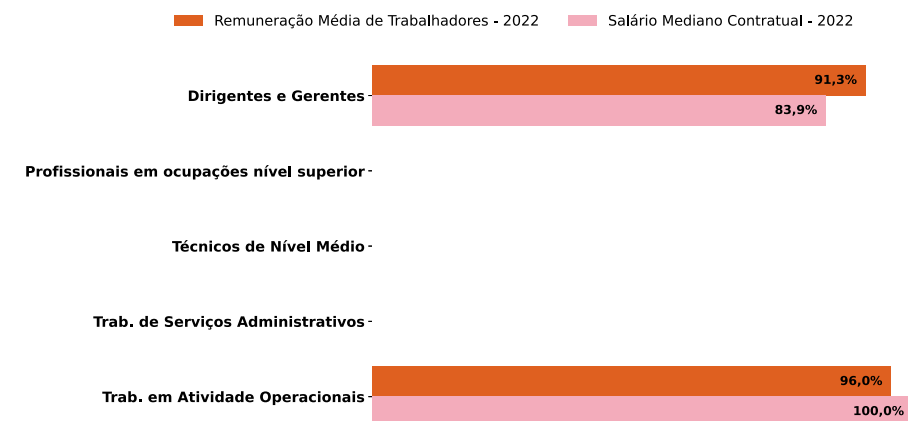 Remuneração Média de Trabalhadores - 2022 Salário Mediano Contratual - 2022
Dirigentes e Gerentes
91,3%
83,9%
Profissionais em ocupações nível superior
Técnicos de Nível Médio
Trab. de Serviços Administrativos
Trab. em Atividade Operacionais
96,0%
100,0%